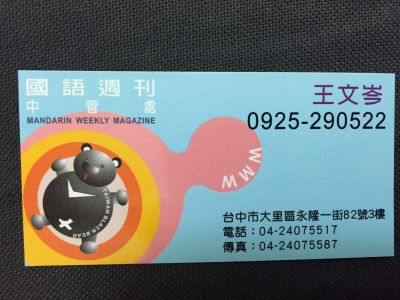 國語週刊
中管處
MANDARIN WEEKLY MAGAZINE
王文岑
0925-290522
WMW
TAIWAN BLACK BEAR
台中市大里區永隆一街82號3樓
電話：04-24075517
傳真：04-24075587